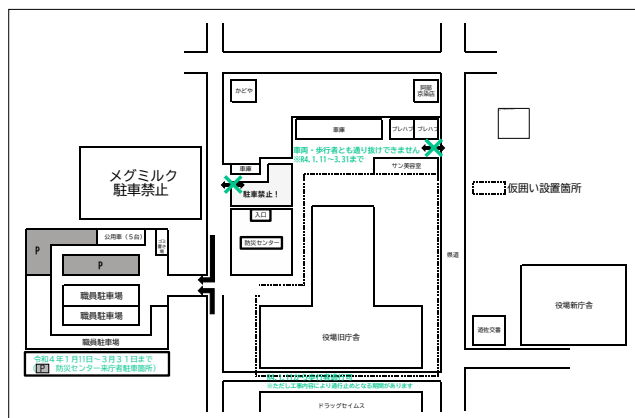 かどや
阿部
京染店
車庫
プレハブ
プレハブ
車両・歩行者とも通り抜けできません
※R4.1.11～3.31まで
サン美容室
車庫
駐車禁止！
メグミルク
駐車禁止
仮囲い設置箇所
入口
防災センター
公用車（5台）
P
P
職員駐車場
職員駐車場
職員駐車場
県道
役場旧庁舎
役場新庁舎
遊佐交番
令和4年1月11日～3月31日まで
（P 防災センター来庁者駐車箇所）
※ただし工事内容により通行止めとなる期間があります
ドラッグセイムス